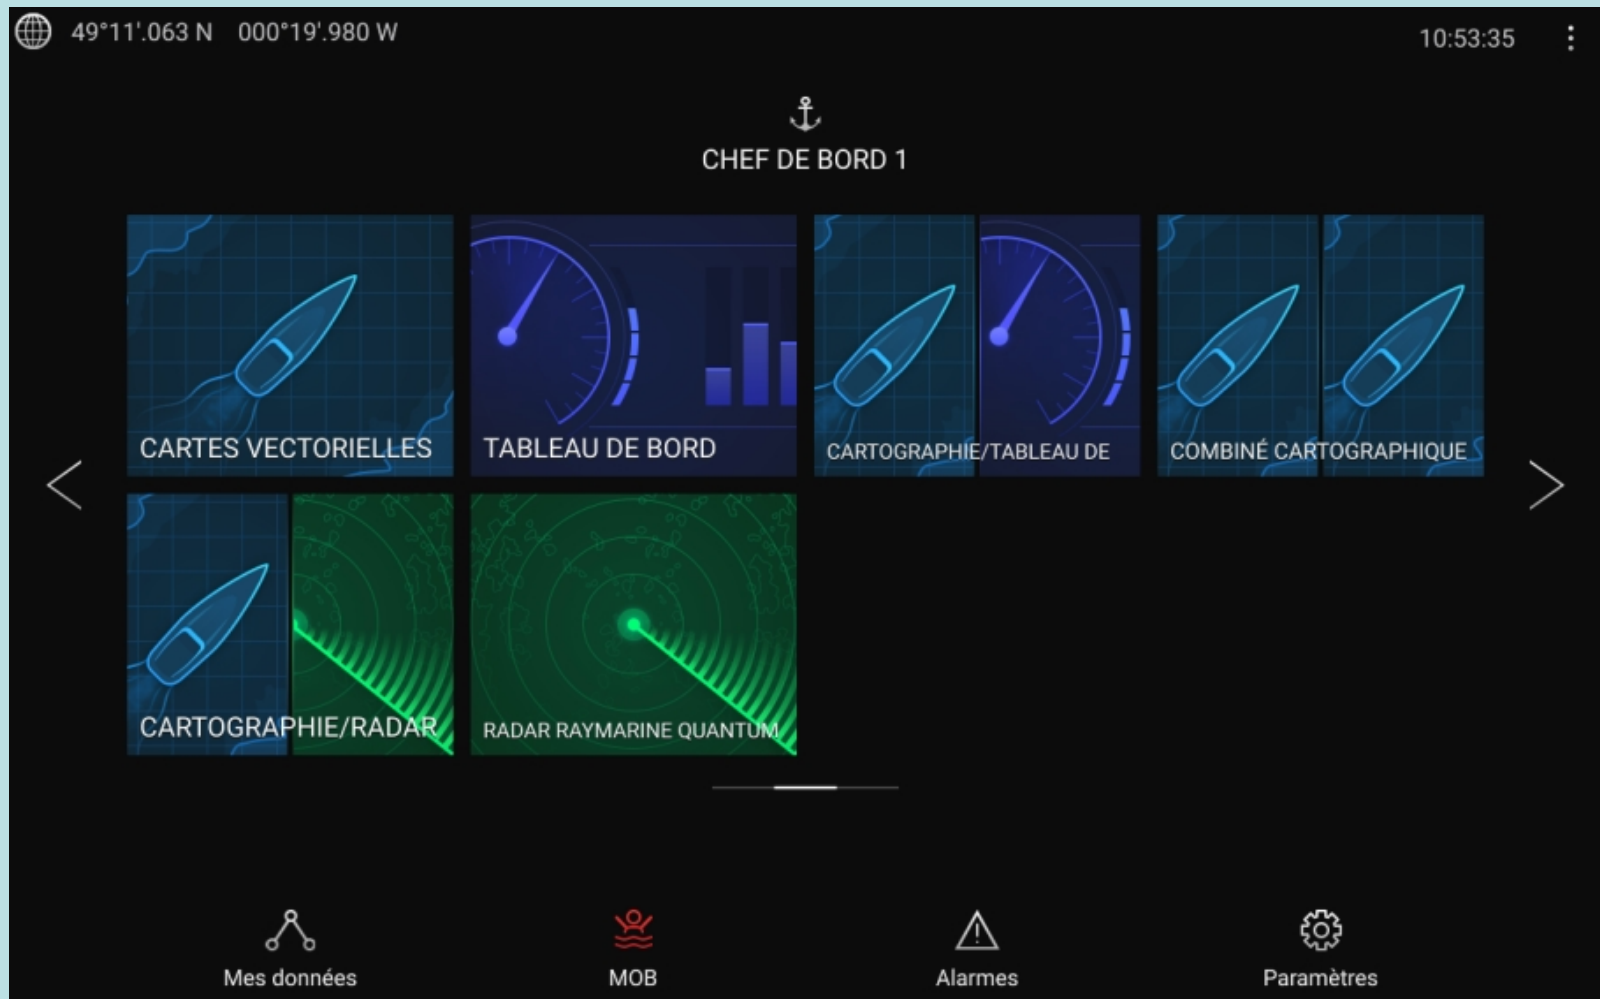 49°11'.063 N 000°19'.980 W
10:53:35
CHEF DE BORD 1
CARTES VECTORIELLES
TABLEAU DE BORD
CARTOGRAPHIE/TABLEAU DE
COMBINÉ CARTOGRAPHIQUE
CARTOGRAPHIE/RADAR
RADAR RAYMARINE QUANTUM
Mes données
MOB
Alarmes
Paramètres